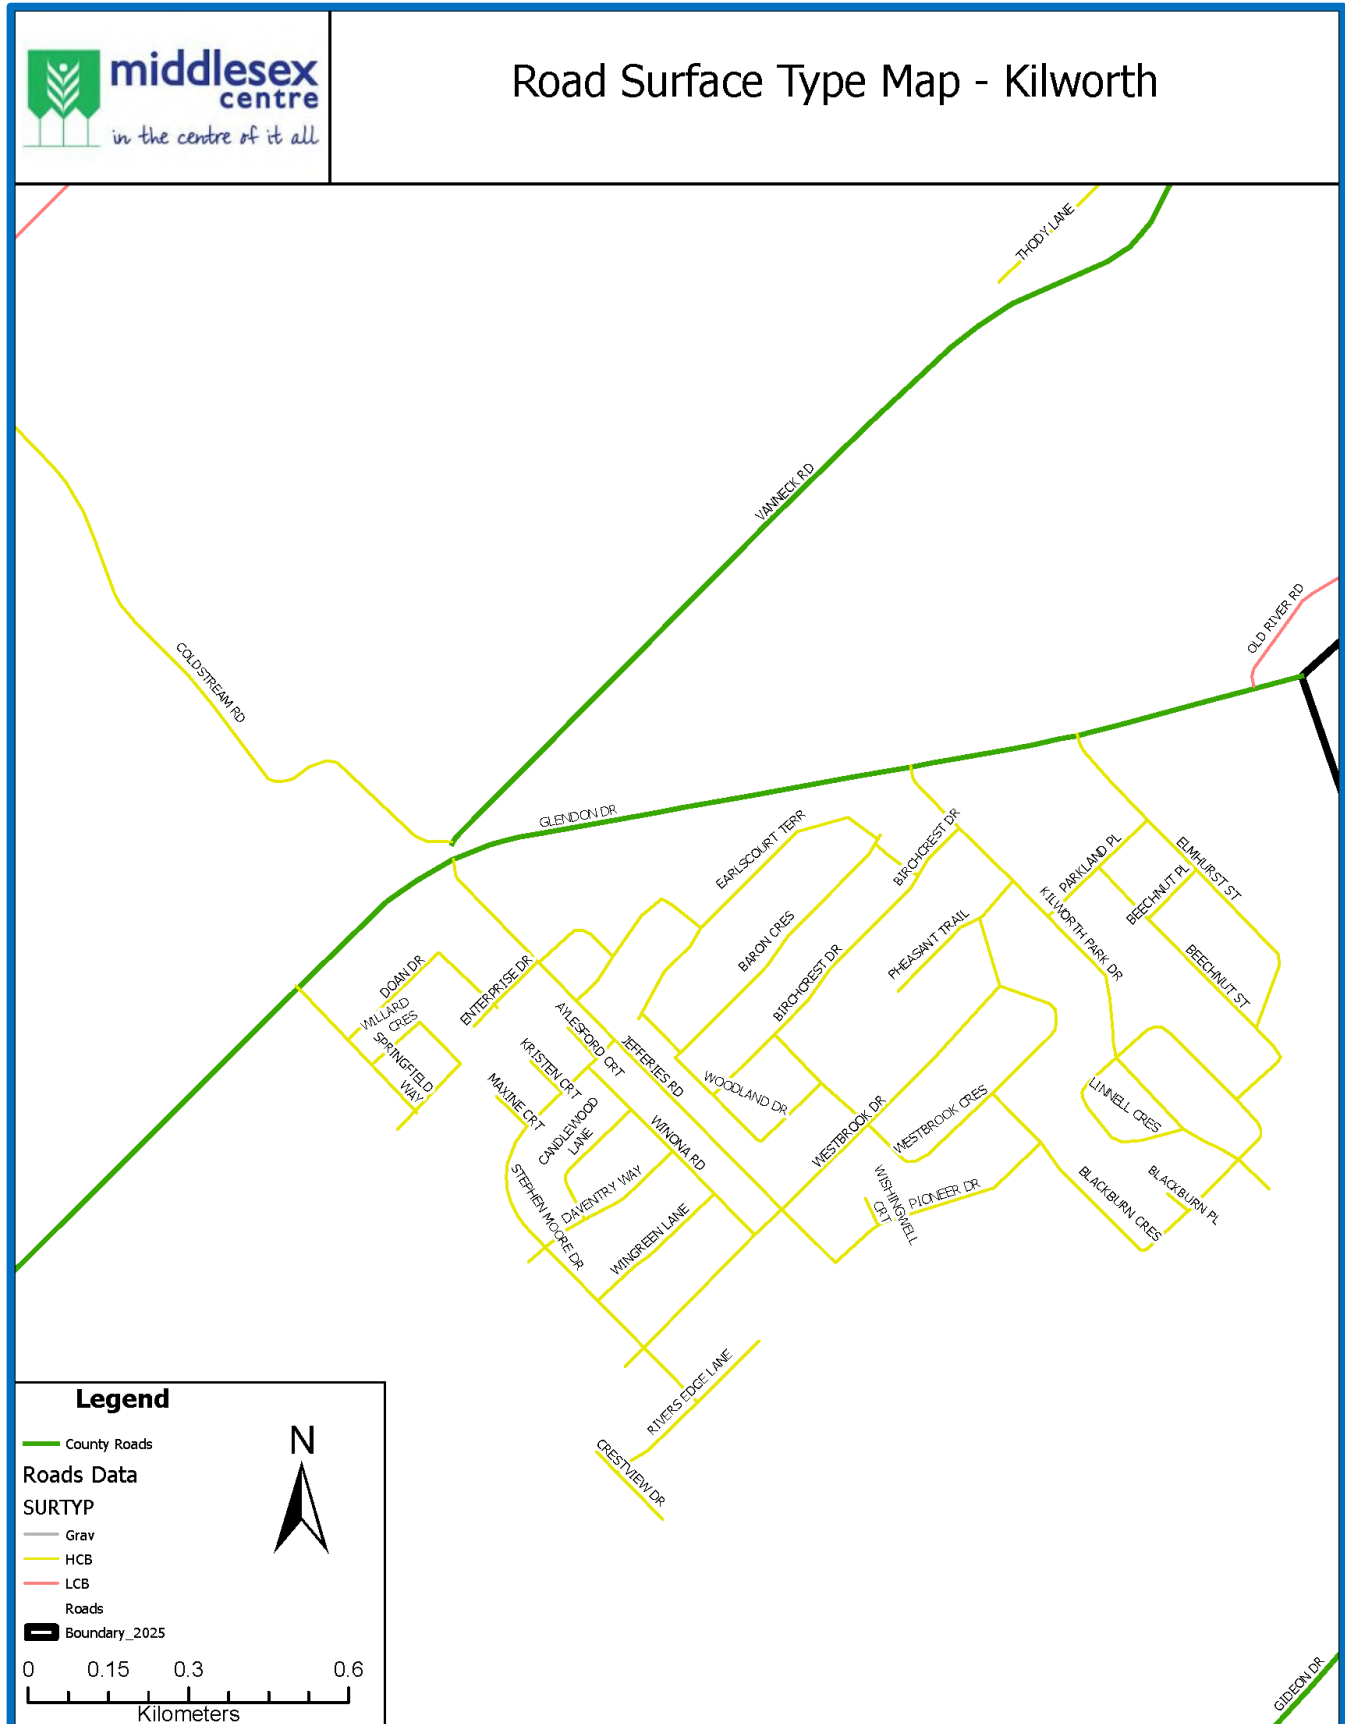 middlesex
centre
in the centre of it all
Road Surface Type Map - Kilworth
THODY LANE
VANNECK RD
OLD RIVER RD
COLDSTREAM RD
GLENDON DR
EARLSCOURT TERR
BIRCHCREST DR
PARKLAND PL
ELMHURST ST
BEECHNUT PL
KILWORTH PARK DR
BARON CRES
PHEASANT TRAIL
BIRCHCREST DR
BEECHNUT ST
DOAN DR
ENTERPRISE DR
WILLARD
CRES
SPRINGFIELD
WAY
AYLESFORD CRT
JEFFERIES RD
KRISTEN CRT
MAXINE CRT
WOODLAND DR
CANDLEWOOD
LANE
WINONA RD
WESTBROOK DR
WESTBROOK CRES
LINNELL CRES
STEPHEN MOORE DR
DAVENTRY WAY
WINGREEN LANE
WISHINGWELL
CRT
PIONEER DR
BLACKBURN CRES
BLACKBURN PL
RIVERS EDGE LANE
CRESTVIEW DR
GIDEON DR
Legend
County Roads
N
Roads Data
SURTYP
Grav
HCB
LCB
Roads
Boundary_2025
0 0.15 0.3 0.6
Kilometers